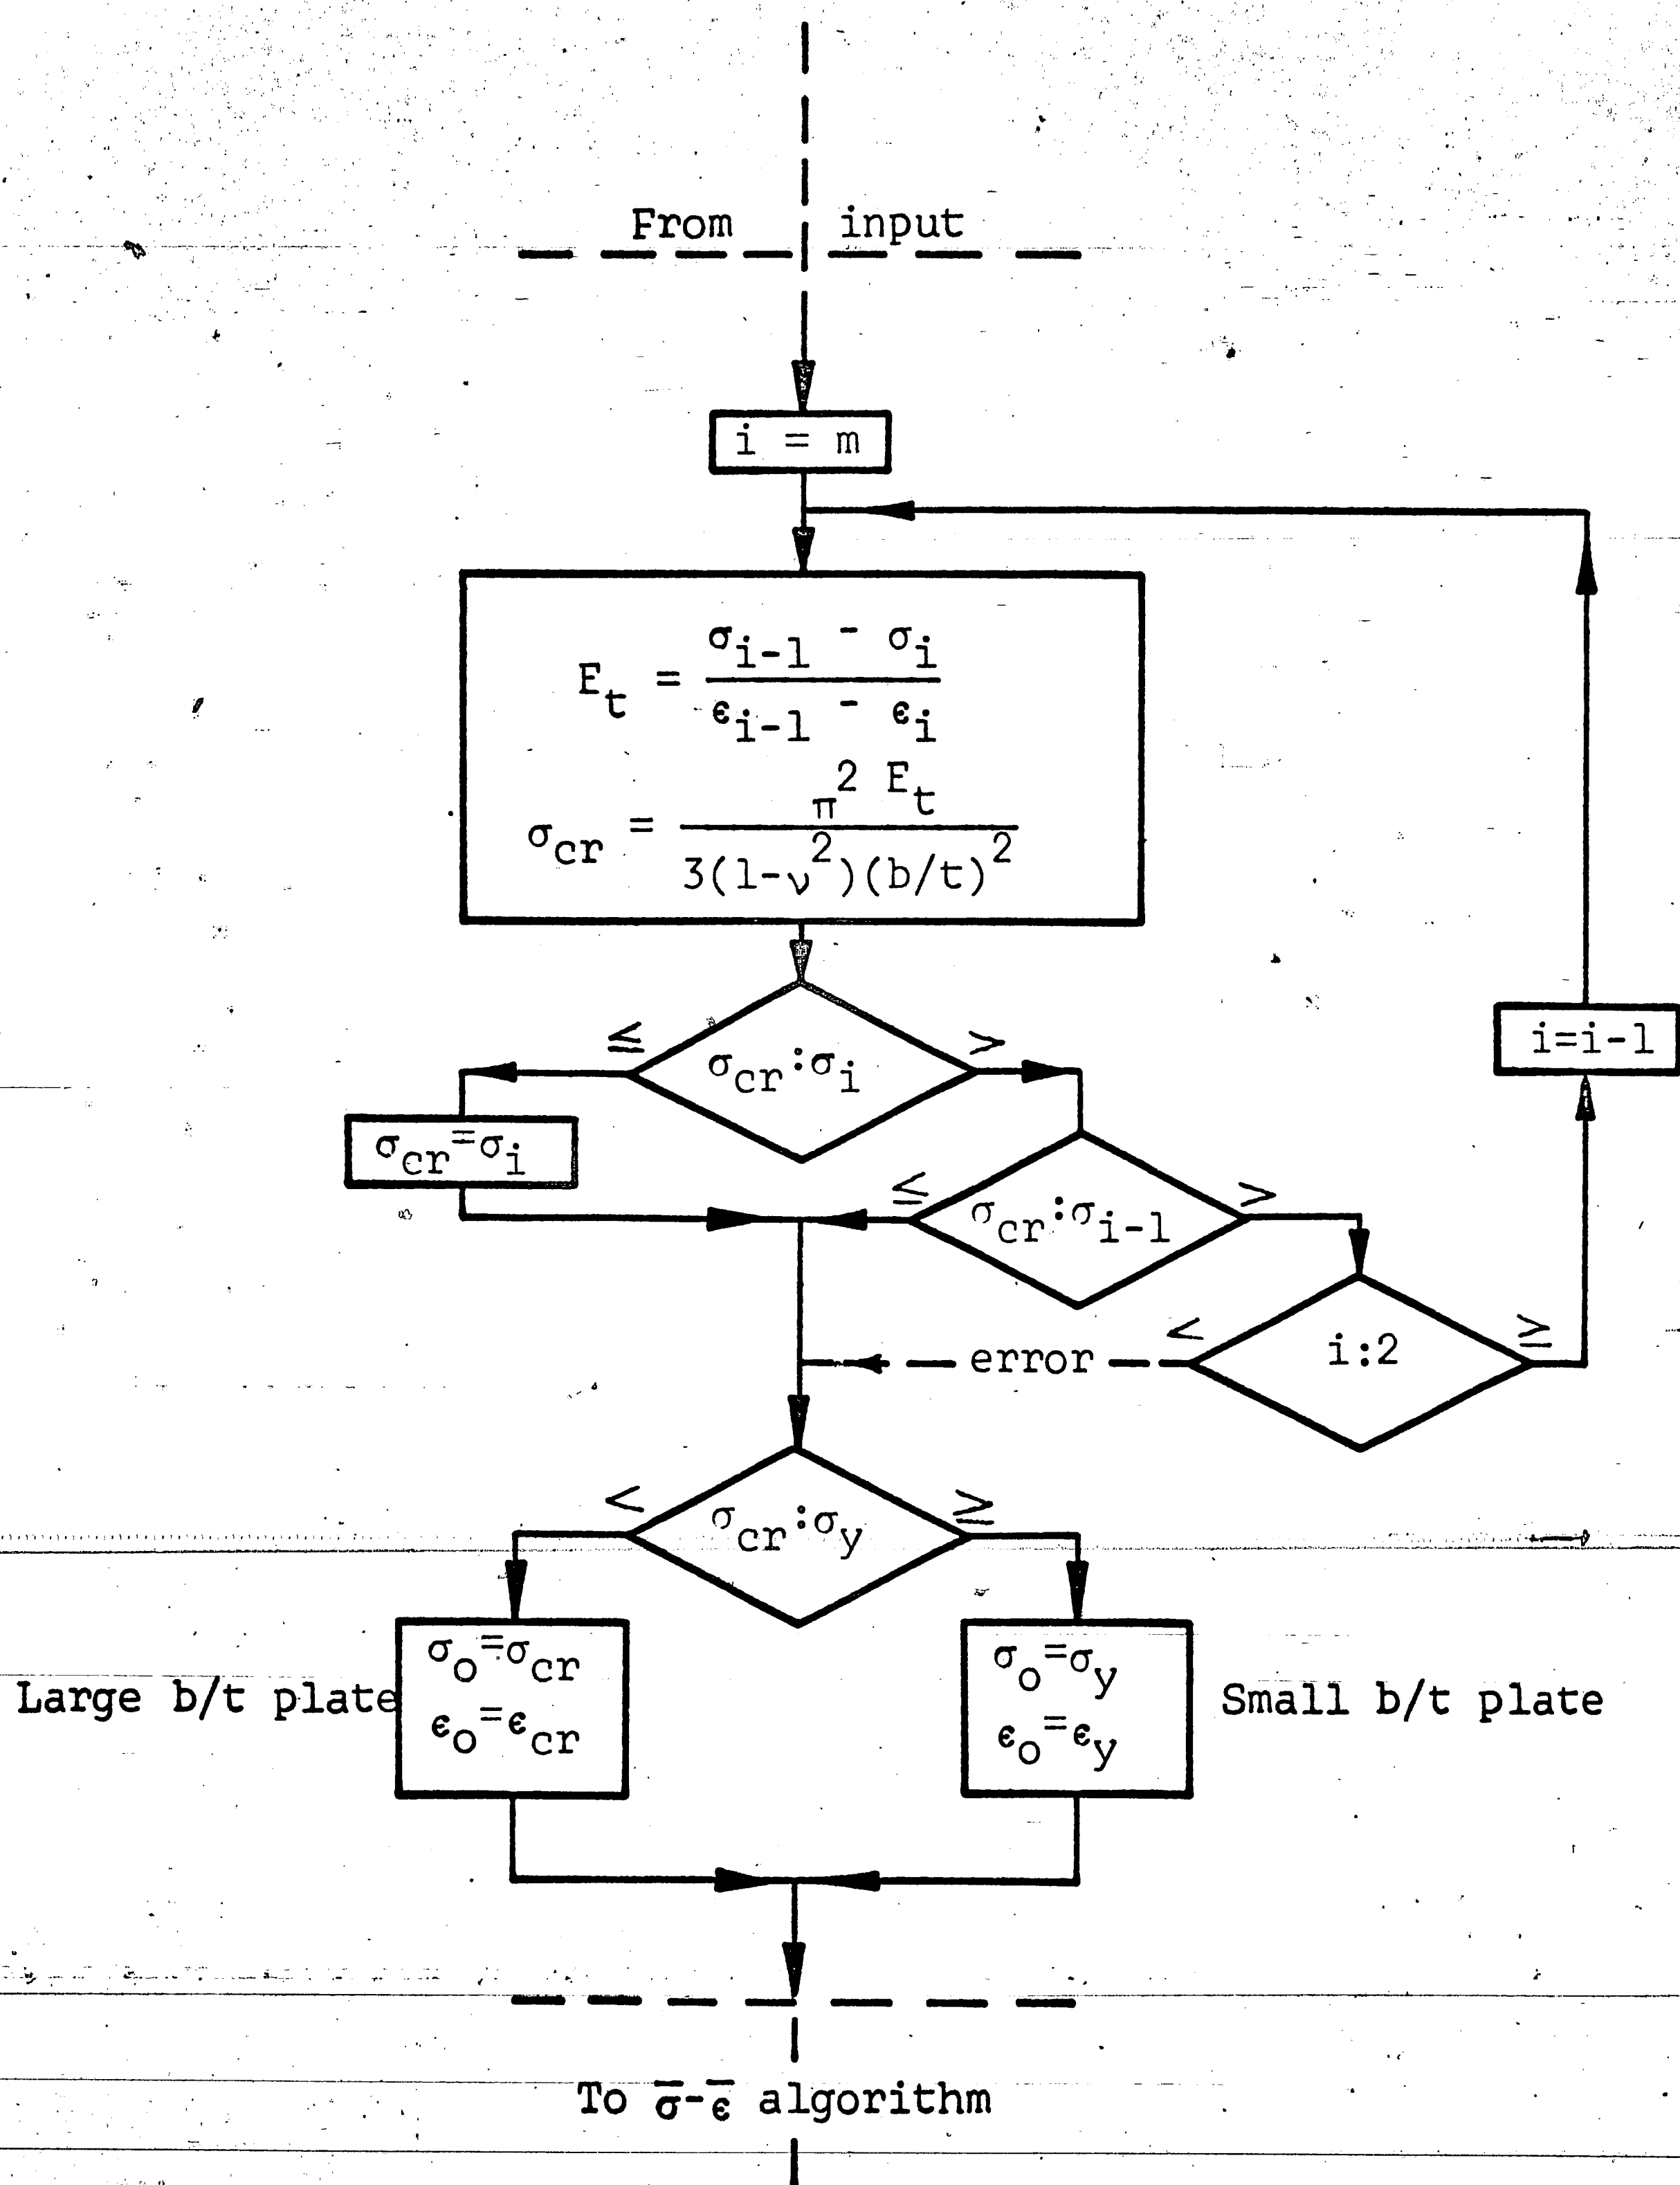 From input
i = m
E_t = (σ_{i-1} - σ_i) / (ϵ_{i-1} - ϵ_i)
σ_cr = π² E_t / 3(1-ν²)(b/t)²
≤ σ_cr:σ_i >
i=i-1
σ_cr=σ_i
≤ σ_cr:σ_{i-1} >
< i:2 ≥
error
< σ_cr:σ_y ≥
σ_o=σ_cr
ϵ_o=ϵ_cr
Large b/t plate
σ_o=σ_y
ϵ_o=ϵ_y
Small b/t plate
To σ̅-ϵ̅ algorithm